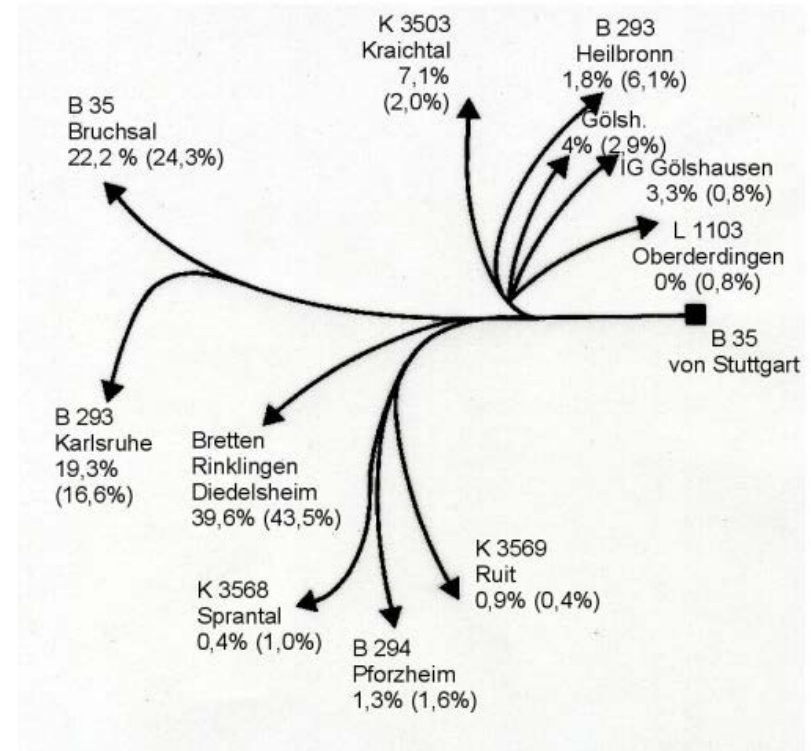 K 3503
Kraichtal
7,1%
(2,0%)
B 293
Heilbronn
1,8% (6,1%)
Gölsh.
4% (2,9%)
IG Gölshausen
3,3% (0,8%)
L 1103
Oberderdingen
0% (0,8%)
B 35
von Stuttgart
B 35
Bruchsal
22,2 % (24,3%)
B 293
Karlsruhe
19,3%
(16,6%)
Bretten
Rinklingen
Diedelsheim
39,6% (43,5%)
K 3568
Sprantal
0,4% (1,0%)
B 294
Pforzheim
1,3% (1,6%)
K 3569
Ruit
0,9% (0,4%)